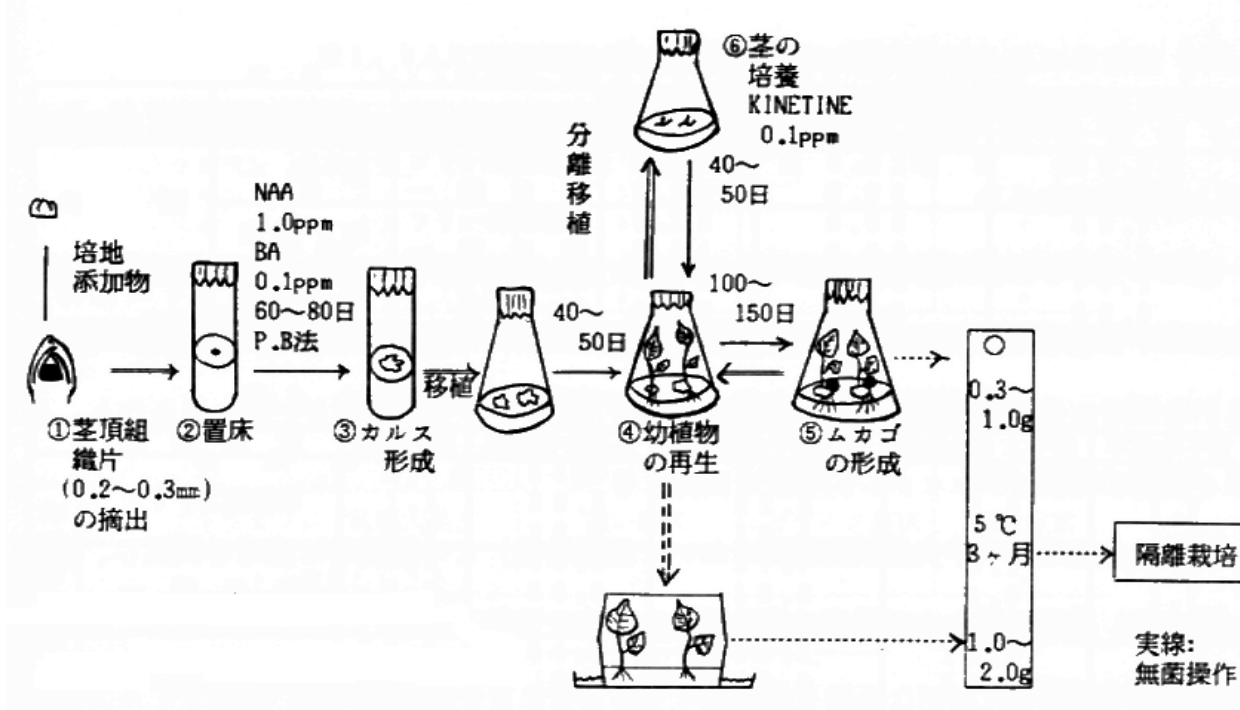 ⑥茎の
培養
KINETINE
0.1ppm
分離移植
40〜
50日
NAA
1.0ppm
BA
0.1ppm
60〜80日
P.B法
培地
添加物
40〜
50日
100〜
150日
移植
①茎頂組
織片
(0.2〜0.3㎜)
の摘出
②置床
③カルス
形成
④幼植物
の再生
⑤ムカゴ
の形成
0.3〜
1.0g
5℃
3ヶ月
隔離栽培
1.0〜
2.0g
実線:
無菌操作